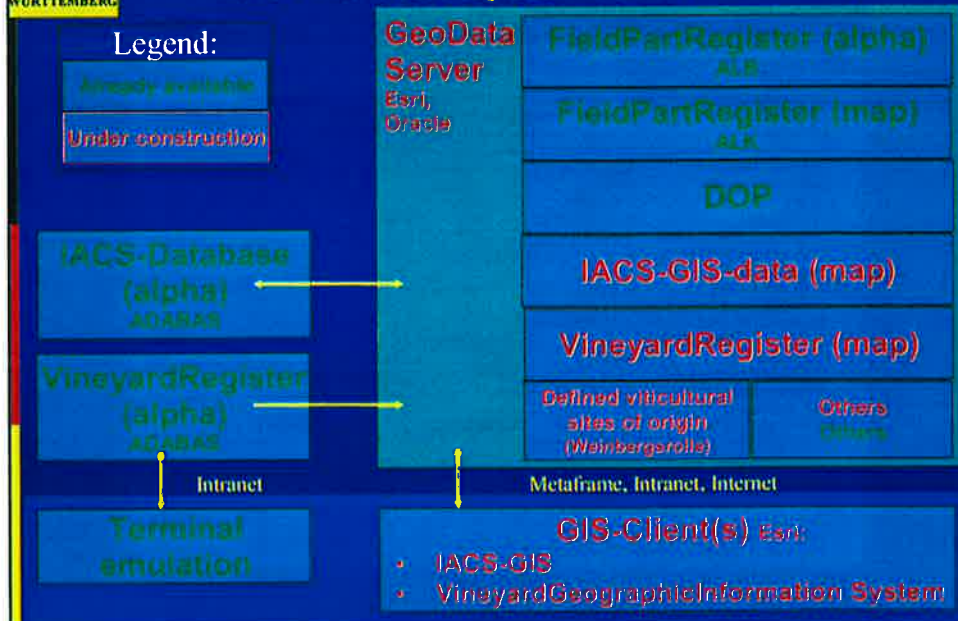 WÜRTTEMBERG
Legend:
Already available
Under construction
GeoData
Server
Esri,
Oracle
FieldPartRegister (alpha)
ALB
FieldPartRegister (map)
ALK
DOP
IACS-GIS-data (map)
VineyardRegister (map)
Defined viticultural
sites of origin
(Weinbergsrolle)
Others
Others
IACS-Database
(alpha)
ADABAS
VineyardRegister
(alpha)
ADABAS
Intranet
Metaframe, Intranet, Internet
Terminal
emulation
GIS-Client(s) Esri:
• IACS-GIS
• VineyardGeographicInformation System